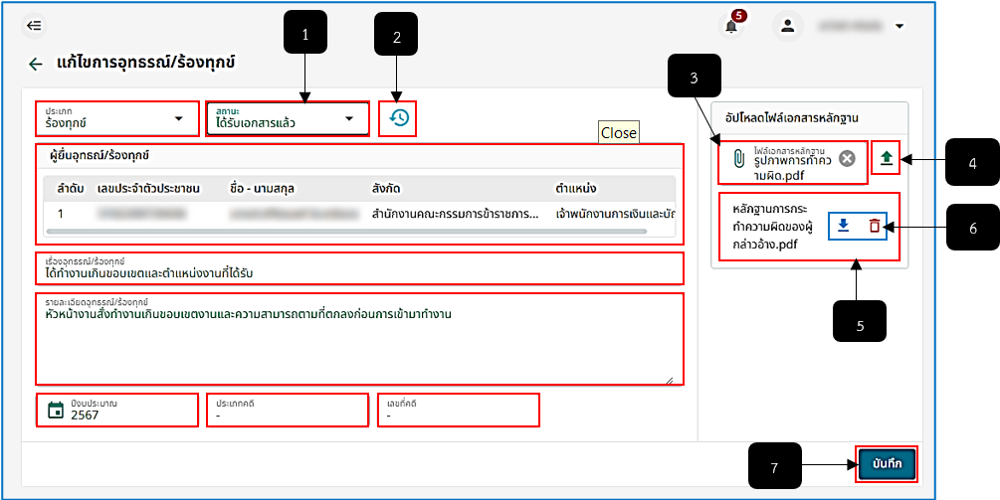 1
2
5
แก้ไขการอุทธรณ์/ร้องทุกข์
3
ประเภท
ร้องทุกข์
สถานะ
ได้รับเอกสารแล้ว
Close
อัปโหลดไฟล์เอกสารหลักฐาน
ผู้ยื่นอุทธรณ์/ร้องทุกข์
ไฟล์เอกสารหลักฐาน
รูปภาพการทำคว
ามผิด.pdf
4
ลำดับ เลขประจำตัวประชาชน ชื่อ - นามสกุล สังกัด ตำแหน่ง
1 สำนักงานคณะกรรมการข้าราชการ... เจ้าพนักงานการเงินและบัญ
หลักฐานการกระ
ทำความผิดของผู้
กล่าวอ้าง.pdf
6
เรื่องอุทธรณ์/ร้องทุกข์
ได้ทำงานเกินขอบเขตและตำแหน่งงานที่ได้รับ
รายละเอียดอุทธรณ์/ร้องทุกข์
หัวหน้างานสั่งทำงานเกินขอบเขตงานและความสามารถตามที่ตกลงก่อนการเข้ามาทำงาน
5
ปีงบประมาณ
2567
ประเภทคดี
-
เลขที่คดี
-
7
บันทึก